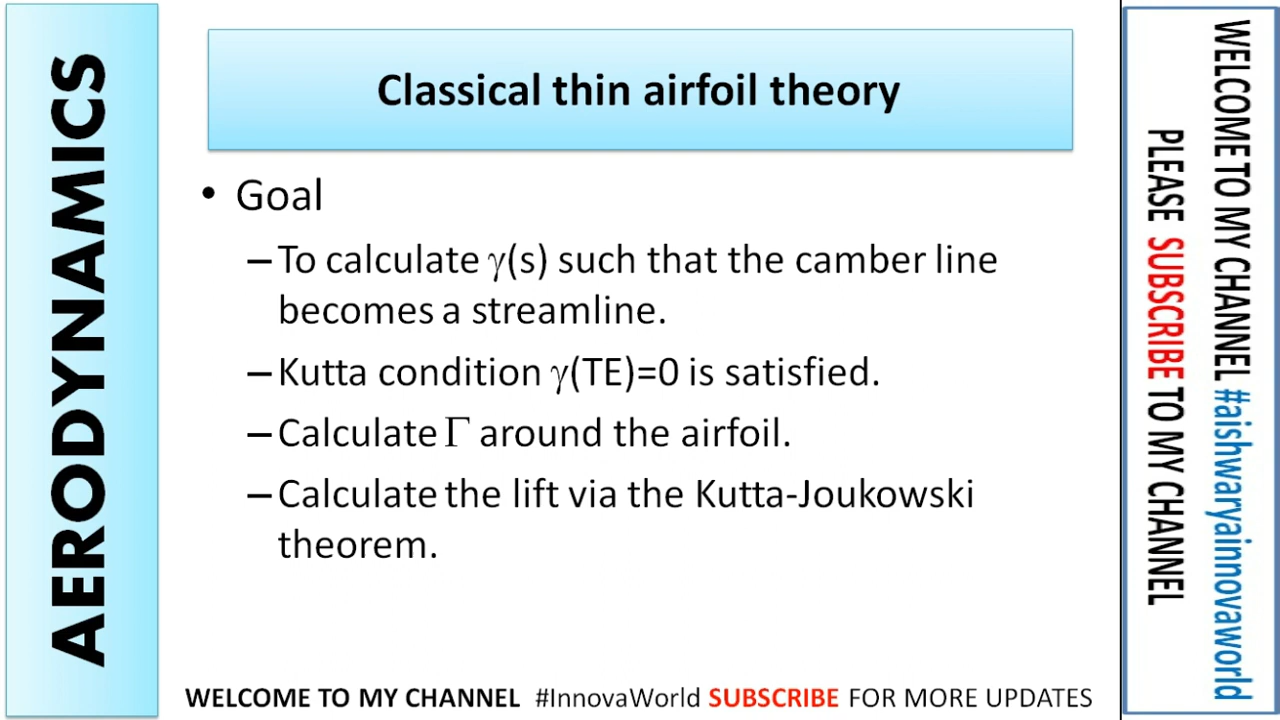 AERODYNAMICS
Classical thin airfoil theory
• Goal
–To calculate γ(s) such that the camber line
becomes a streamline.
–Kutta condition γ(TE)=0 is satisfied.
–Calculate Γ around the airfoil.
–Calculate the lift via the Kutta-Joukowski
theorem.
WELCOME TO MY CHANNEL #InnovaWorld SUBSCRIBE FOR MORE UPDATES
WELCOME TO MY CHANNEL #aishwaryainnovaworld
PLEASE SUBSCRIBE TO MY CHANNEL